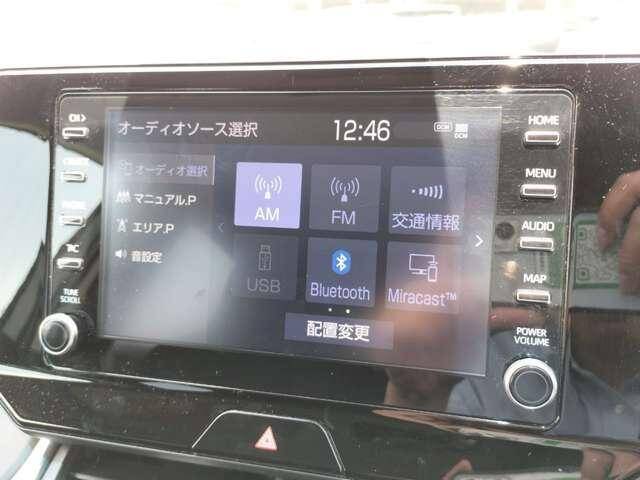 オーディオソース選択 12:46 DCM
DCM
オーディオ選択
マニュアル.P
エリア.P
音設定
AM FM 交通情報
USB Bluetooth Miracast™
配置変更
TUNE
SCROLL
HOME
MENU
AUDIO
MAP
POWER
VOLUME